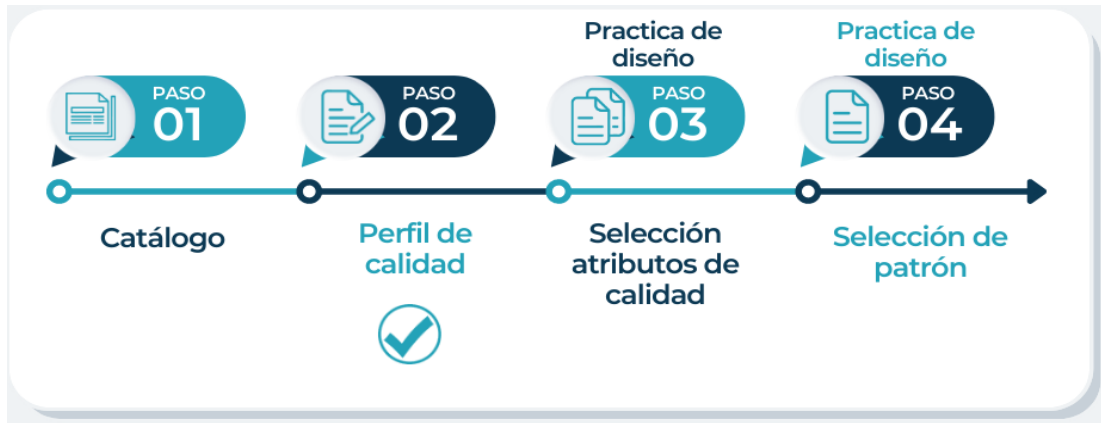 PASO
01
Catálogo
PASO
02
Perfil de
calidad
Practica de
diseño
PASO
03
Selección
atributos de
calidad
Practica de
diseño
PASO
04
Selección de
patrón